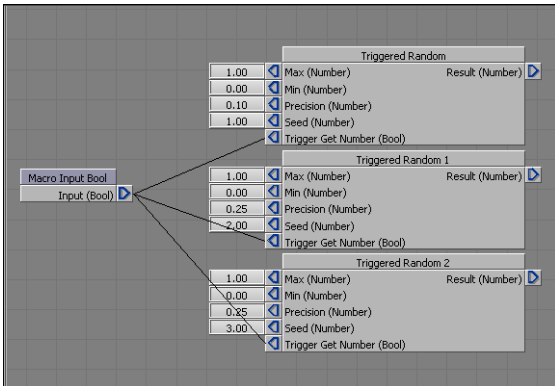 Triggered Random
1.00 Max (Number) Result (Number)
0.00 Min (Number)
0.10 Precision (Number)
1.00 Seed (Number)
Trigger Get Number (Bool)
Macro Input Bool
Input (Bool)
Triggered Random 1
1.00 Max (Number) Result (Number)
0.00 Min (Number)
0.25 Precision (Number)
2.00 Seed (Number)
Trigger Get Number (Bool)
Triggered Random 2
1.00 Max (Number) Result (Number)
0.00 Min (Number)
0.25 Precision (Number)
3.00 Seed (Number)
Trigger Get Number (Bool)